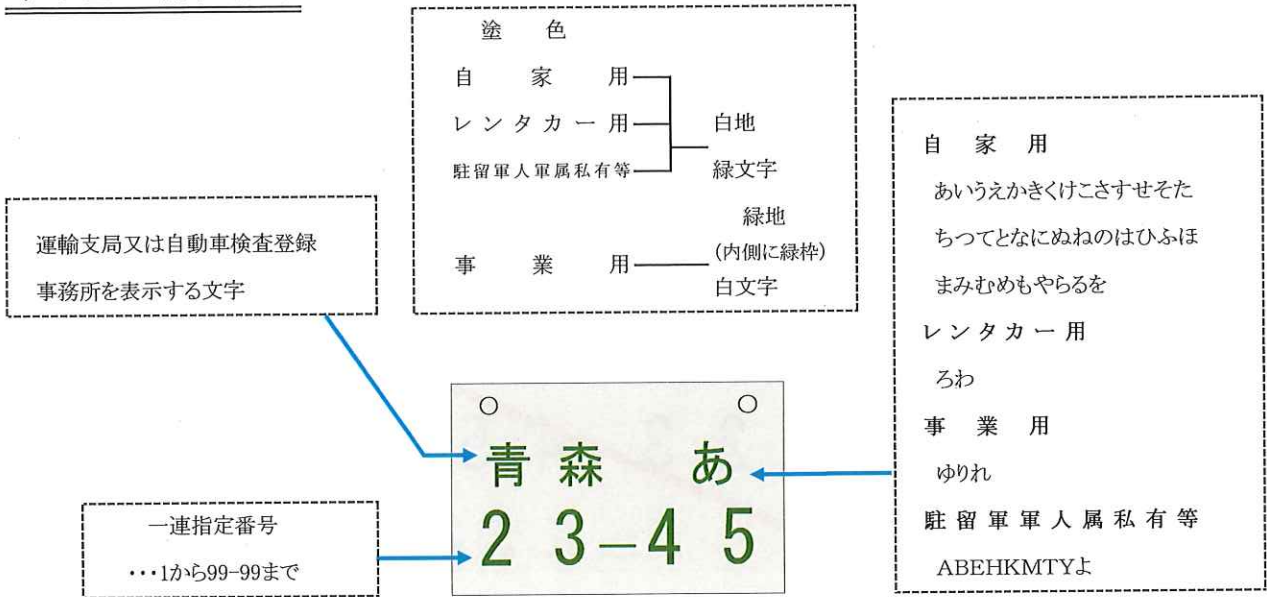 塗色
自家用
レンタカー用
駐留軍人軍属私有等
白地
緑文字
事業用
緑地
(内側に緑枠)
白文字
運輸支局又は自動車検査登録
事務所を表示する文字
一連指定番号
・・・1から99-99まで
青森 あ
23-45
自家用
あいうえかきくけこさすせそた
ちつてとなにぬねのはひふほ
まみむめもやらるを
レンタカー用
ろわ
事業用
ゆりれ
駐留軍軍人属私有等
ABEHKMTYよ